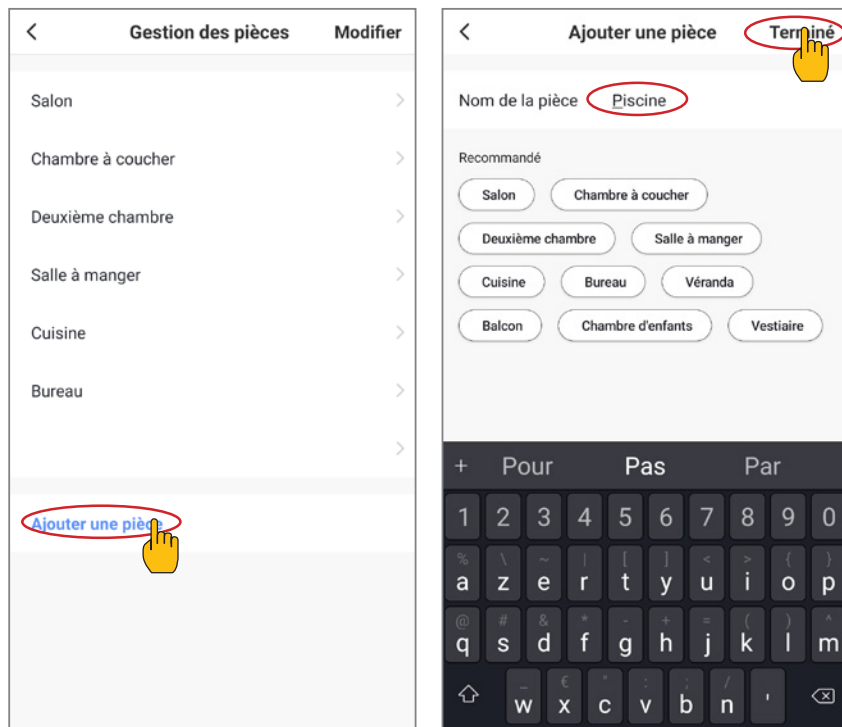 Gestion des pièces Modifier
Salon
Chambre à coucher
Deuxième chambre
Salle à manger
Cuisine
Bureau
Ajouter une pièce
Ajouter une pièce Terminé
Nom de la pièce Piscine
Recommandé
Salon Chambre à coucher
Deuxième chambre Salle à manger
Cuisine Bureau Véranda
Balcon Chambre d'enfants Vestiaire
+ Pour Pas Par
1 2 3 4 5 6 7 8 9 0
% \ ~ | [ ] < > { }
a z e r t y u i o p
@ # & * - + = ( ) ^
q s d f g h j k l m
_ € " : ; /
w x c v b n '